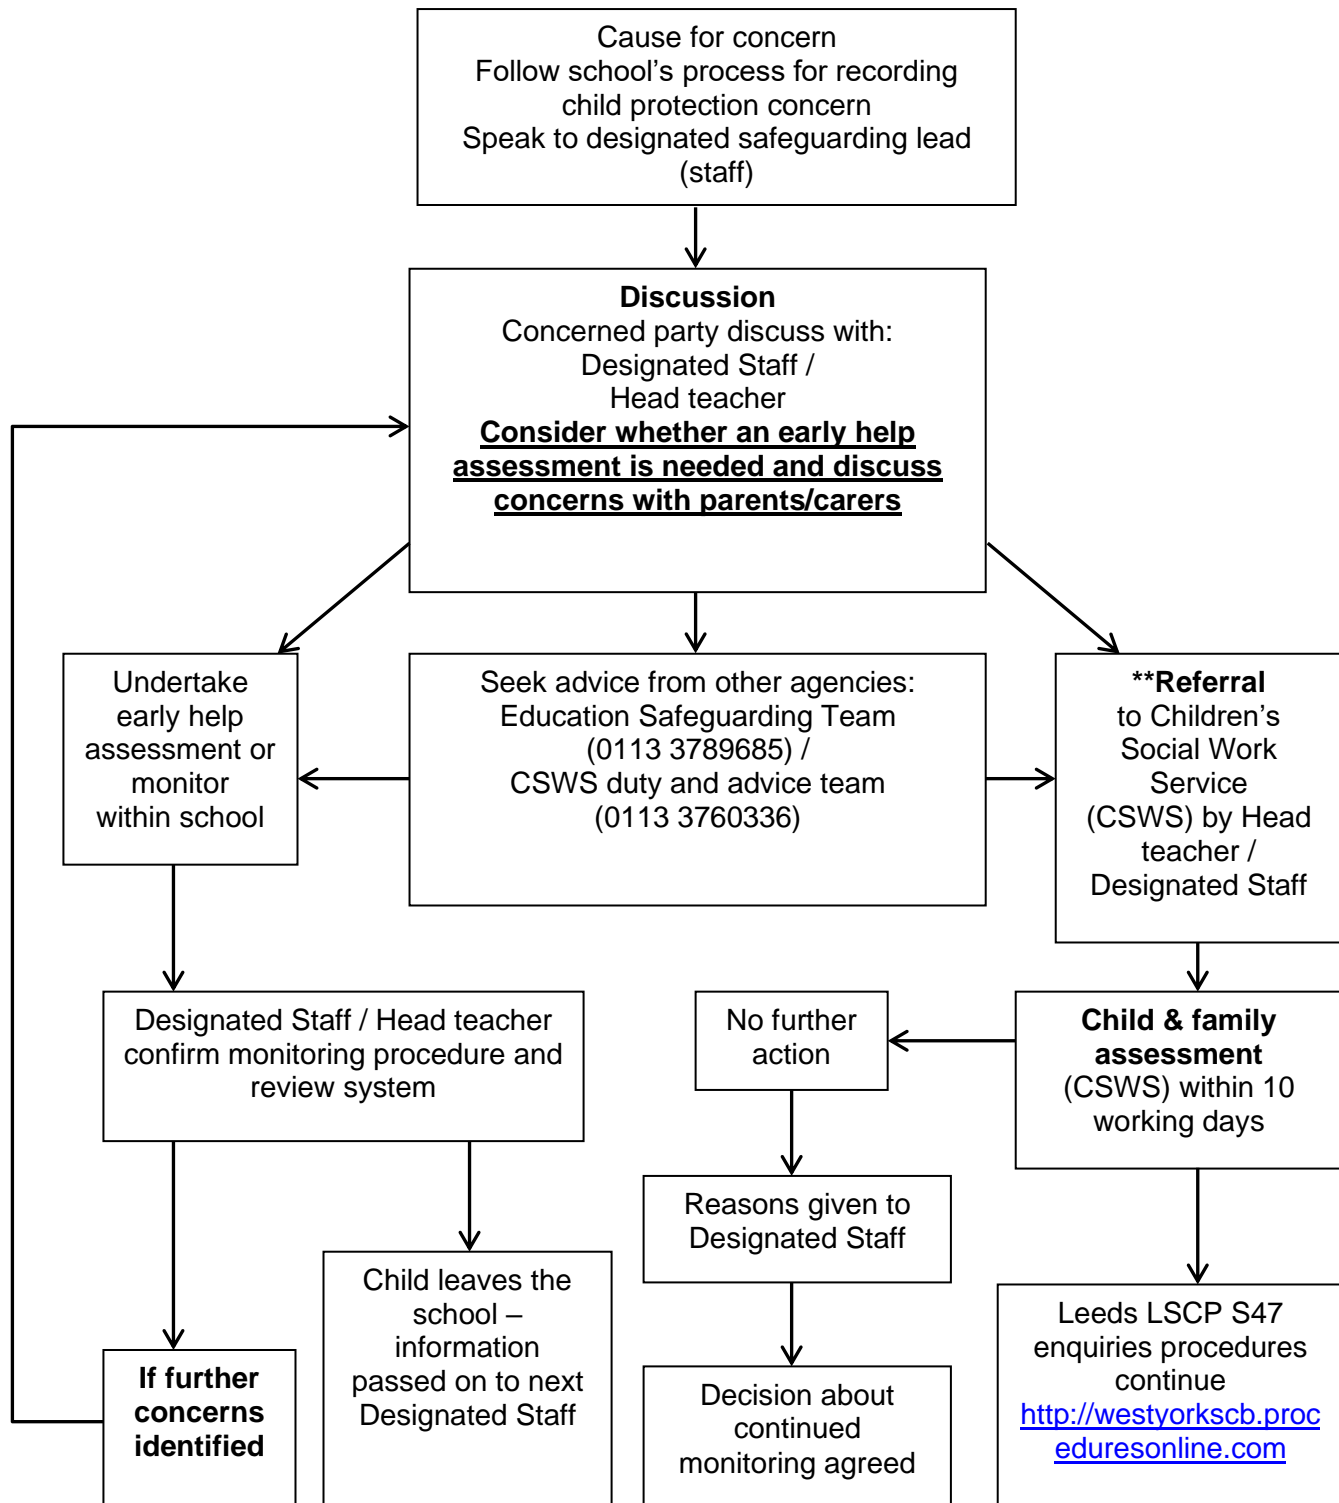 Cause for concern
Follow school’s process for recording
child protection concern
Speak to designated safeguarding lead
(staff)
Discussion
Concerned party discuss with:
Designated Staff /
Head teacher
Consider whether an early help
assessment is needed and discuss
concerns with parents/carers
Undertake
early help
assessment or
monitor
within school
Seek advice from other agencies:
Education Safeguarding Team
(0113 3789685) /
CSWS duty and advice team
(0113 3760336)
**Referral
to Children’s
Social Work
Service
(CSWS) by Head
teacher /
Designated Staff
Designated Staff / Head teacher
confirm monitoring procedure and
review system
No further
action
Child & family
assessment
(CSWS) within 10
working days
Reasons given to
Designated Staff
Child leaves the
school –
information
passed on to next
Designated Staff
If further
concerns
identified
Decision about
continued
monitoring agreed
Leeds LSCP S47
enquiries procedures
continue
http://westyorkscb.proc
eduresonline.com